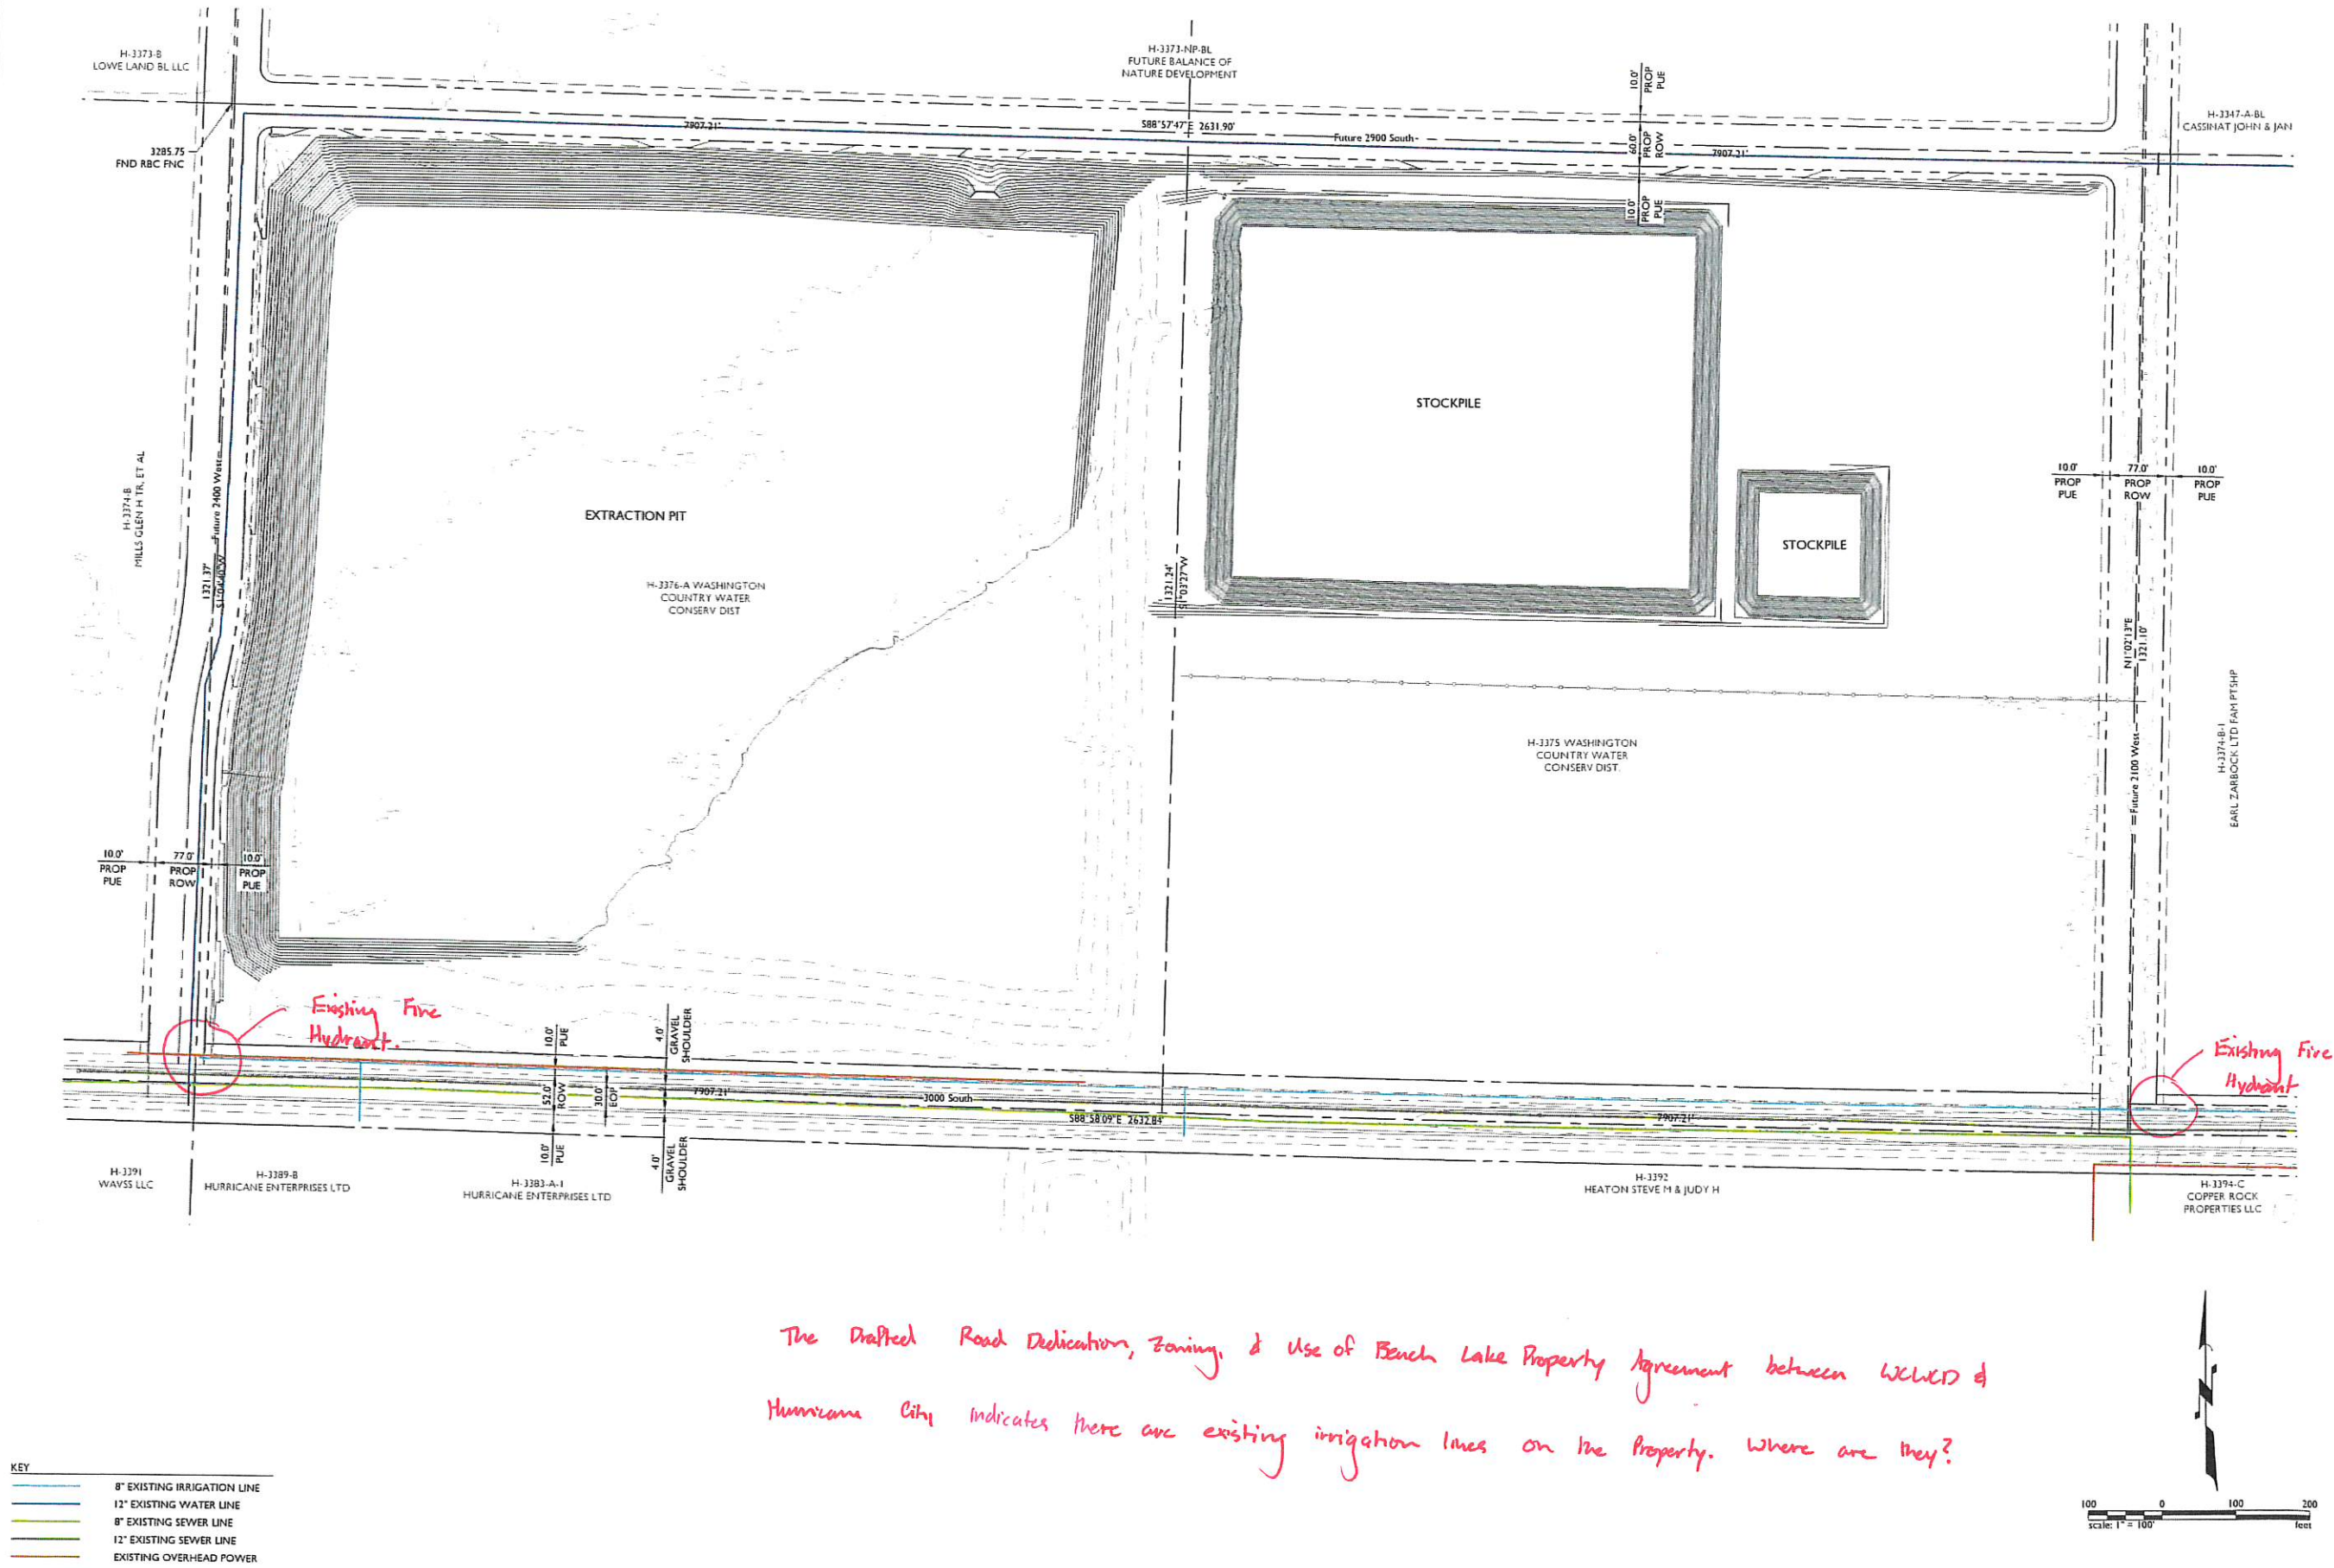 H-3373-B
LOWE LAND BL LLC
H-3373-NP-BL
FUTURE BALANCE OF
NATURE DEVELOPMENT
10.0'
PROP
PUE
H-3347-A-BL
CASSINAT JOHN & JAN
3285.75
FND RBC FNC
7907.21'
S88°57'47"E 2631.90'
Future 2900 South
60.0'
PROP
ROW
7907.21'
10.0'
PROP
PUE
H-3374-B
MILLS GLEN H TR, ET AL
Future 2400 West
1321.37'
EXTRACTION PIT
H-3376-A WASHINGTON
COUNTRY WATER
CONSERV DIST
STOCKPILE
STOCKPILE
1321.24'
S1°03'27"W
10.0'
PROP
PUE
77.0'
PROP
ROW
10.0'
PROP
PUE
N1°02'13"E
1321.10'
Future 2100 West
H-3374-B-1
EARL ZARBOCK LTD FAM PTSHP
H-3375 WASHINGTON
COUNTRY WATER
CONSERV DIST.
10.0'
PROP
PUE
77.0'
PROP
ROW
10.0'
PROP
PUE
Existing Fire
Hydrant.
10.0'
PUE
4.0'
GRAVEL
SHOULDER
52.0'
ROW
30.0'
EOP
7907.21'
3000 South
S88°58'09"E 2632.84'
7907.21'
Existing Fire
Hydrant
10.0'
PUE
4.0'
GRAVEL
SHOULDER
H-3391
WAVSS LLC
H-3389-B
HURRICANE ENTERPRISES LTD
H-3383-A-1
HURRICANE ENTERPRISES LTD
H-3392
HEATON STEVE M & JUDY H
H-3394-C
COPPER ROCK
PROPERTIES LLC
The Drafted Road Dedication, Zoning, & Use of Bench Lake Property Agreement between WCWCD &
Hurricane City indicates there are existing irrigation lines on the Property. Where are they?
N
KEY
8" EXISTING IRRIGATION LINE
12" EXISTING WATER LINE
8" EXISTING SEWER LINE
12" EXISTING SEWER LINE
EXISTING OVERHEAD POWER
100 0 100 200
scale: 1" = 100' feet